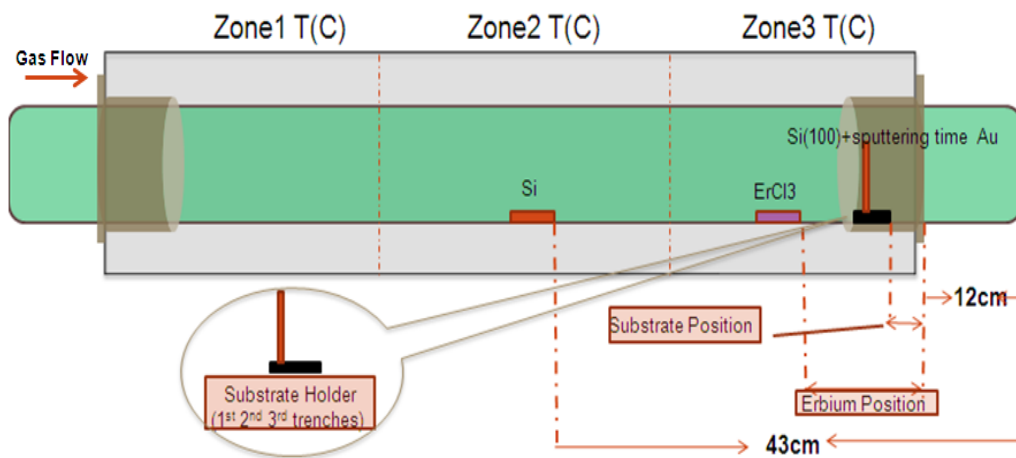 Zone1 T(C)
Zone2 T(C)
Zone3 T(C)
Gas Flow
Si(100)+sputtering time Au
Si
ErCl3
12cm
Substrate Position
Substrate Holder
(1st 2nd 3rd trenches)
Erbium Position
43cm